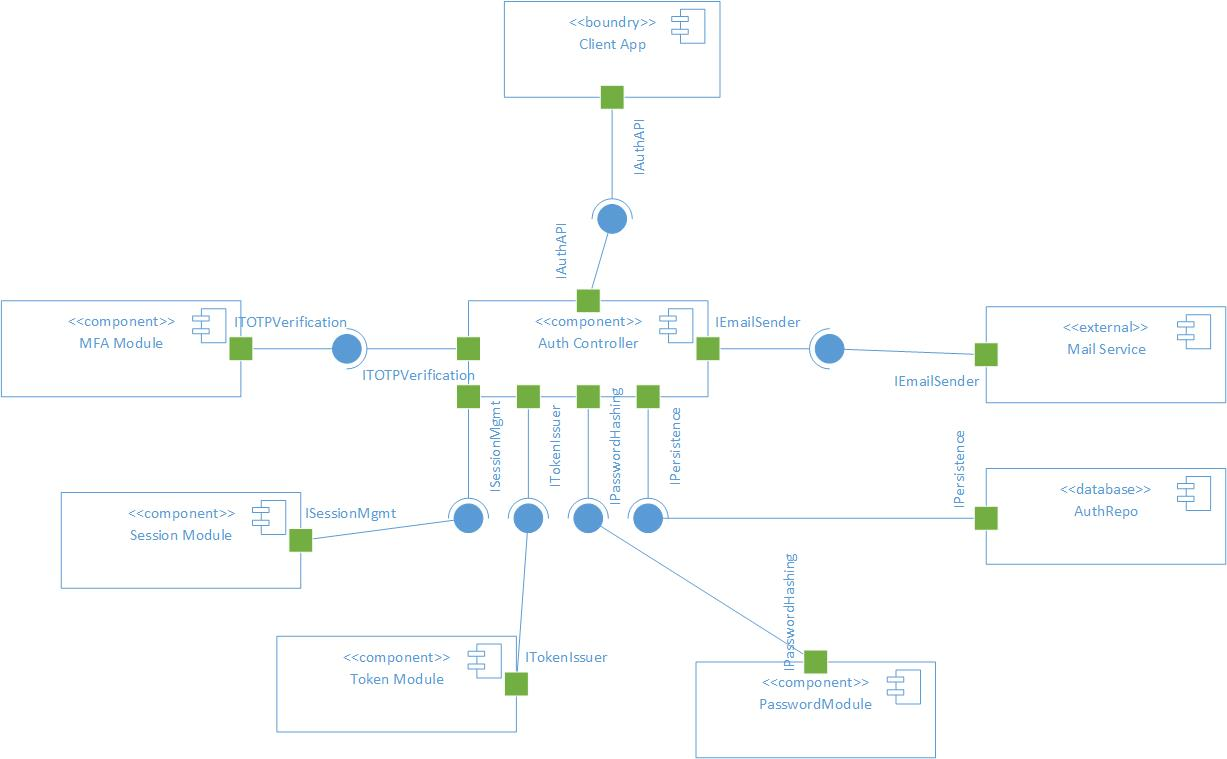 <<boundry>>
Client App
IAuthAPI
IAuthAPI
<<component>>
MFA Module
ITOTPVerification
ITOTPVerification
<<component>>
Auth Controller
IEmailSender
IEmailSender
<<external>>
Mail Service
ISessionMgmt
ITokenIssuer
IPasswordHashing
IPersistence
IPersistence
<<database>>
AuthRepo
<<component>>
Session Module
ISessionMgmt
<<component>>
Token Module
ITokenIssuer
IPasswordHashing
<<component>>
PasswordModule